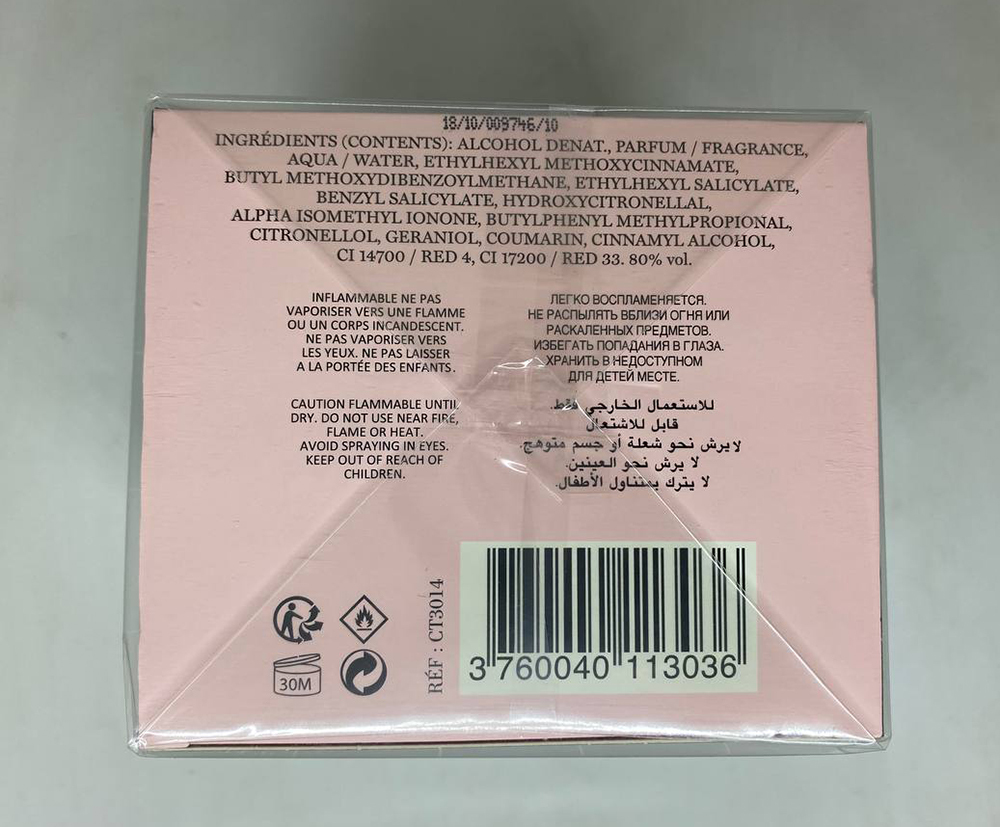 18/10/009746/10
INGRÉDIENTS (CONTENTS): ALCOHOL DENAT., PARFUM / FRAGRANCE,
AQUA / WATER, ETHYLHEXYL METHOXYCINNAMATE,
BUTYL METHOXYDIBENZOYLMETHANE, ETHYLHEXYL SALICYLATE,
BENZYL SALICYLATE, HYDROXYCITRONELLAL,
ALPHA ISOMETHYL IONONE, BUTYLPHENYL METHYLPROPIONAL,
CITRONELLOL, GERANIOL, COUMARIN, CINNAMYL ALCOHOL,
CI 14700 / RED 4, CI 17200 / RED 33. 80% vol.
INFLAMMABLE NE PAS
VAPORISER VERS UNE FLAMME
OU UN CORPS INCANDESCENT.
NE PAS VAPORISER VERS
LES YEUX. NE PAS LAISSER
A LA PORTÉE DES ENFANTS.
ЛЕГКО ВОСПЛАМЕНЯЕТСЯ.
НЕ РАСПЫЛЯТЬ ВБЛИЗИ ОГНЯ ИЛИ
РАСКАЛЕННЫХ ПРЕДМЕТОВ.
ИЗБЕГАТЬ ПОПАДАНИЯ В ГЛАЗА.
ХРАНИТЬ В НЕДОСТУПНОМ
ДЛЯ ДЕТЕЙ МЕСТЕ.
CAUTION FLAMMABLE UNTIL
DRY. DO NOT USE NEAR FIRE,
FLAME OR HEAT.
AVOID SPRAYING IN EYES.
KEEP OUT OF REACH OF
CHILDREN.
للاستعمال الخارجي فقط.
قابل للاشتعال
لا يرش نحو شعلة أو جسم متوهج.
لا يرش نحو العينين.
لا يترك بمتناول الأطفال.
30M
RÉF : CT3014
3 760040 113036